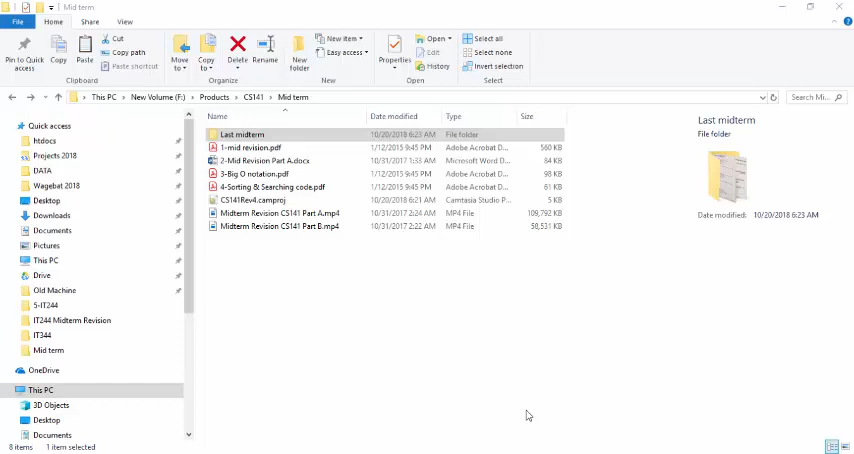 Mid term
File Home Share View
Pin to Quick access
Copy
Paste
Cut
Copy path
Paste shortcut
Move to
Copy to
Delete
Rename
New folder
New item
Easy access
Properties
Open
Edit
History
Select all
Select none
Invert selection
Clipboard Organize New Open Select
This PC New Volume (F:) Products CS141 Mid term
Search Mi...
Quick access
htdocs
Projects 2018
DATA
Wagebat 2018
Desktop
Downloads
Documents
Pictures
This PC
Drive
Old Machine
5-IT244
IT244 Midterm Revision
IT344
Mid term
OneDrive
This PC
3D Objects
Desktop
Documents
Name Date modified Type Size
Last midterm 10/20/2018 6:23 AM File folder
1-mid revision.pdf 1/12/2015 9:45 PM Adobe Acrobat D... 560 KB
2-Mid Revision Part A.docx 10/31/2017 1:33 AM Microsoft Word D... 84 KB
3-Big O notation.pdf 1/12/2015 9:45 PM Adobe Acrobat D... 98 KB
4-Sorting & Searching code.pdf 1/12/2015 9:45 PM Adobe Acrobat D... 61 KB
CS141Rev4.camproj 10/20/2018 6:21 AM Camtasia Studio P... 5 KB
Midterm Revision CS141 Part A.mp4 10/31/2017 2:24 AM MP4 File 109,792 KB
Midterm Revision CS141 Part B.mp4 10/31/2017 2:22 AM MP4 File 58,531 KB
Last midterm
File folder
Date modified: 10/20/2018 6:23 AM
8 items 1 item selected